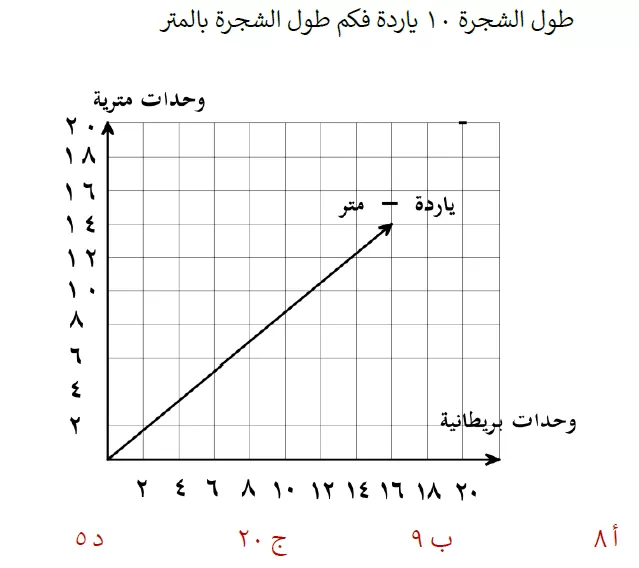 طول الشجرة ١٠ ياردة فكم طول الشجرة بالمتر
وحدات مترية
٢٠
١٨
١٦
ياردة - متر
١٤
١٢
١٠
٨
٦
٤
٢
وحدات بريطانية
٢ ٤ ٦ ٨ ١٠ ١٢ ١٤ ١٦ ١٨ ٢٠
أ ٨ ب ٩ ج ٢٠ د ٥